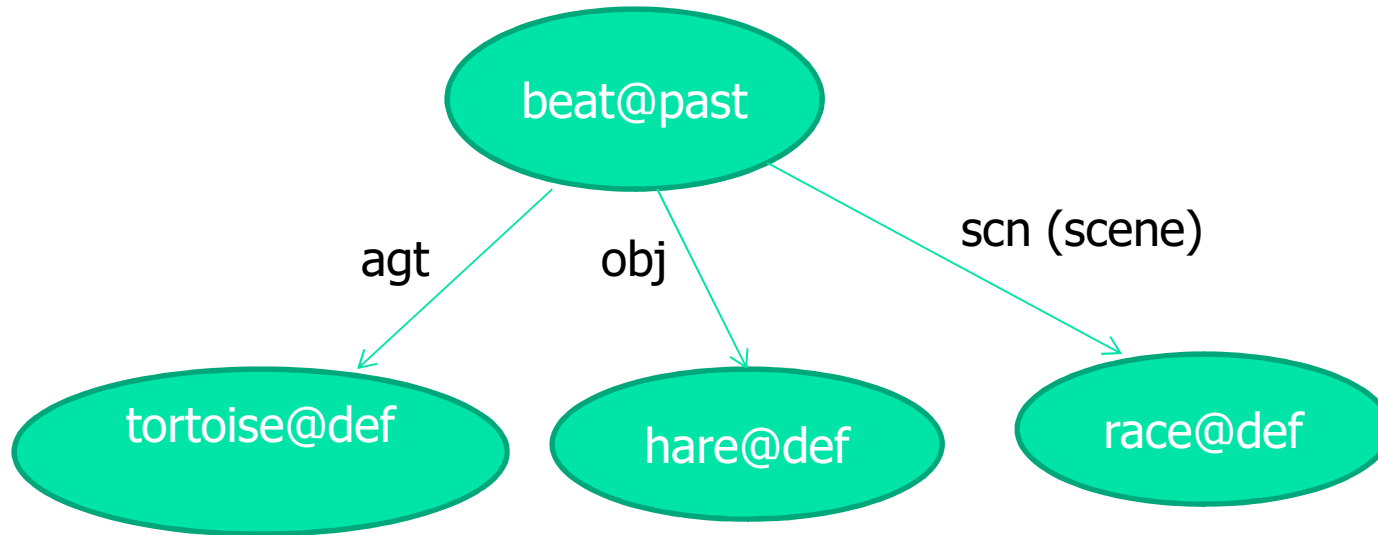 beat@past
scn (scene)
agt
obj
tortoise@def
hare@def
race@def